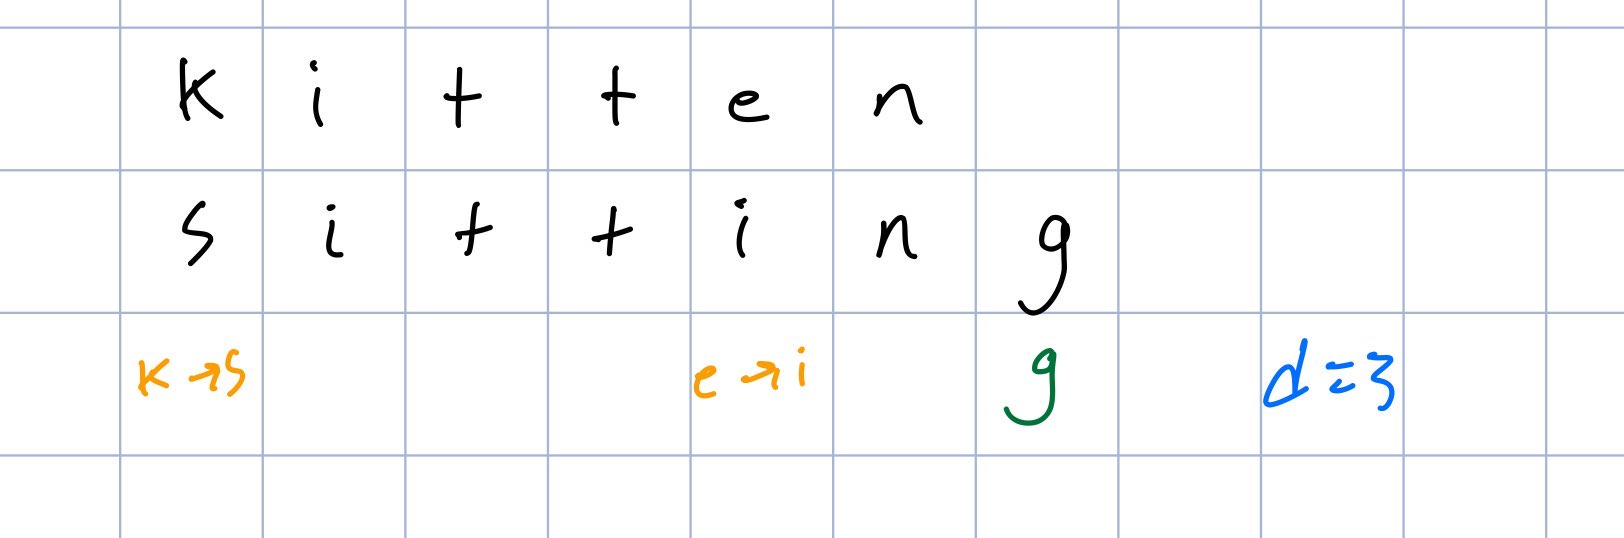 k i t t e n
s i t t i n g
k→s e→i g d=3